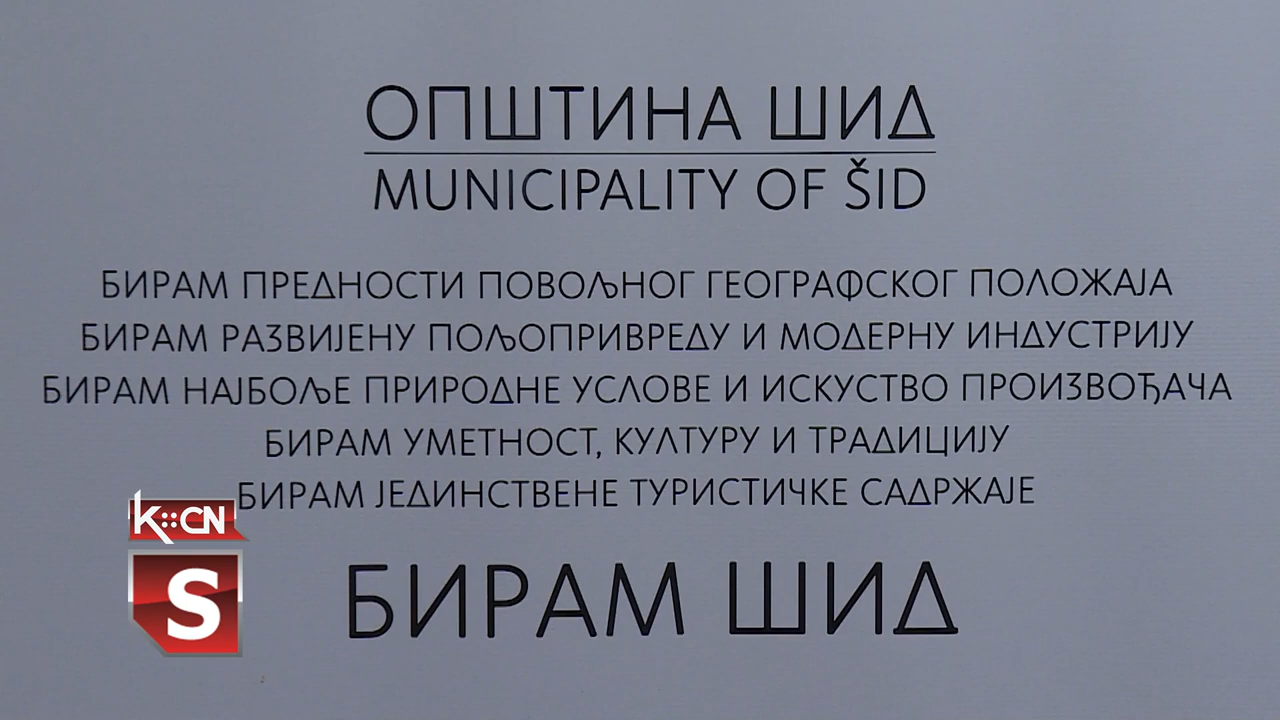 ОПШТИНА ШИД
MUNICIPALITY OF ŠID
БИРАМ ПРЕДНОСТИ ПОВОЉНОГ ГЕОГРАФСКОГ ПОЛОЖАЈА
БИРАМ РАЗВИЈЕНУ ПОЉОПРИВРЕДУ И МОДЕРНУ ИНДУСТРИЈУ
БИРАМ НАЈБОЉЕ ПРИРОДНЕ УСЛОВЕ И ИСКУСТВО ПРОИЗВОЂАЧА
БИРАМ УМЕТНОСТ, КУЛТУРУ И ТРАДИЦИЈУ
БИРАМ ЈЕДИНСТВЕНЕ ТУРИСТИЧКЕ САДРЖАЈЕ
K::CN
S
БИРАМ ШИД